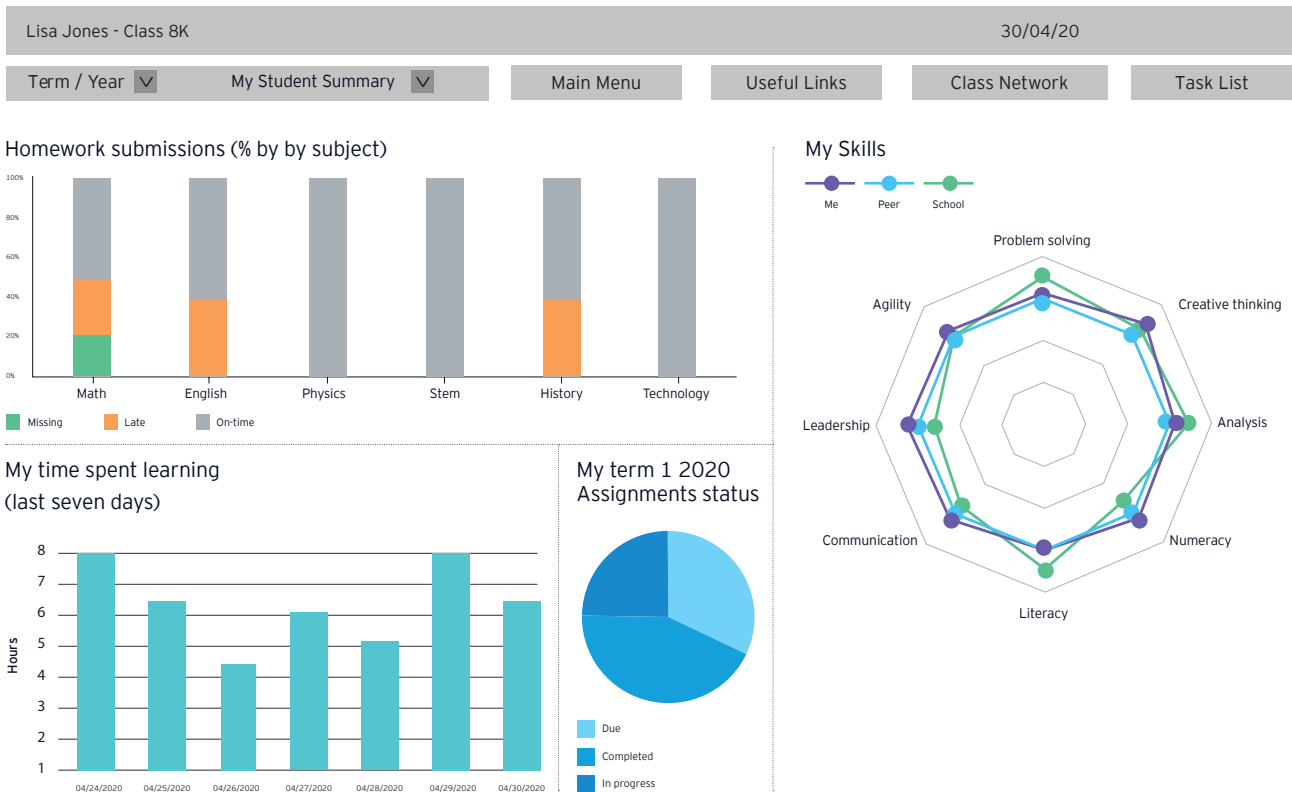 Lisa Jones - Class 8K
30/04/20
Term / Year V
My Student Summary V
Main Menu
Useful Links
Class Network
Task List
Homework submissions (% by by subject)
100%
80%
60%
40%
20%
0%
Math English Physics Stem History Technology
Missing Late On-time
My time spent learning
(last seven days)
Hours
8
7
6
5
4
3
2
1
04/24/2020 04/25/2020 04/26/2020 04/27/2020 04/28/2020 04/29/2020 04/30/2020
My term 1 2020
Assignments status
Due
Completed
In progress
My Skills
Me Peer School
Problem solving
Agility
Creative thinking
Leadership
Analysis
Communication
Numeracy
Literacy